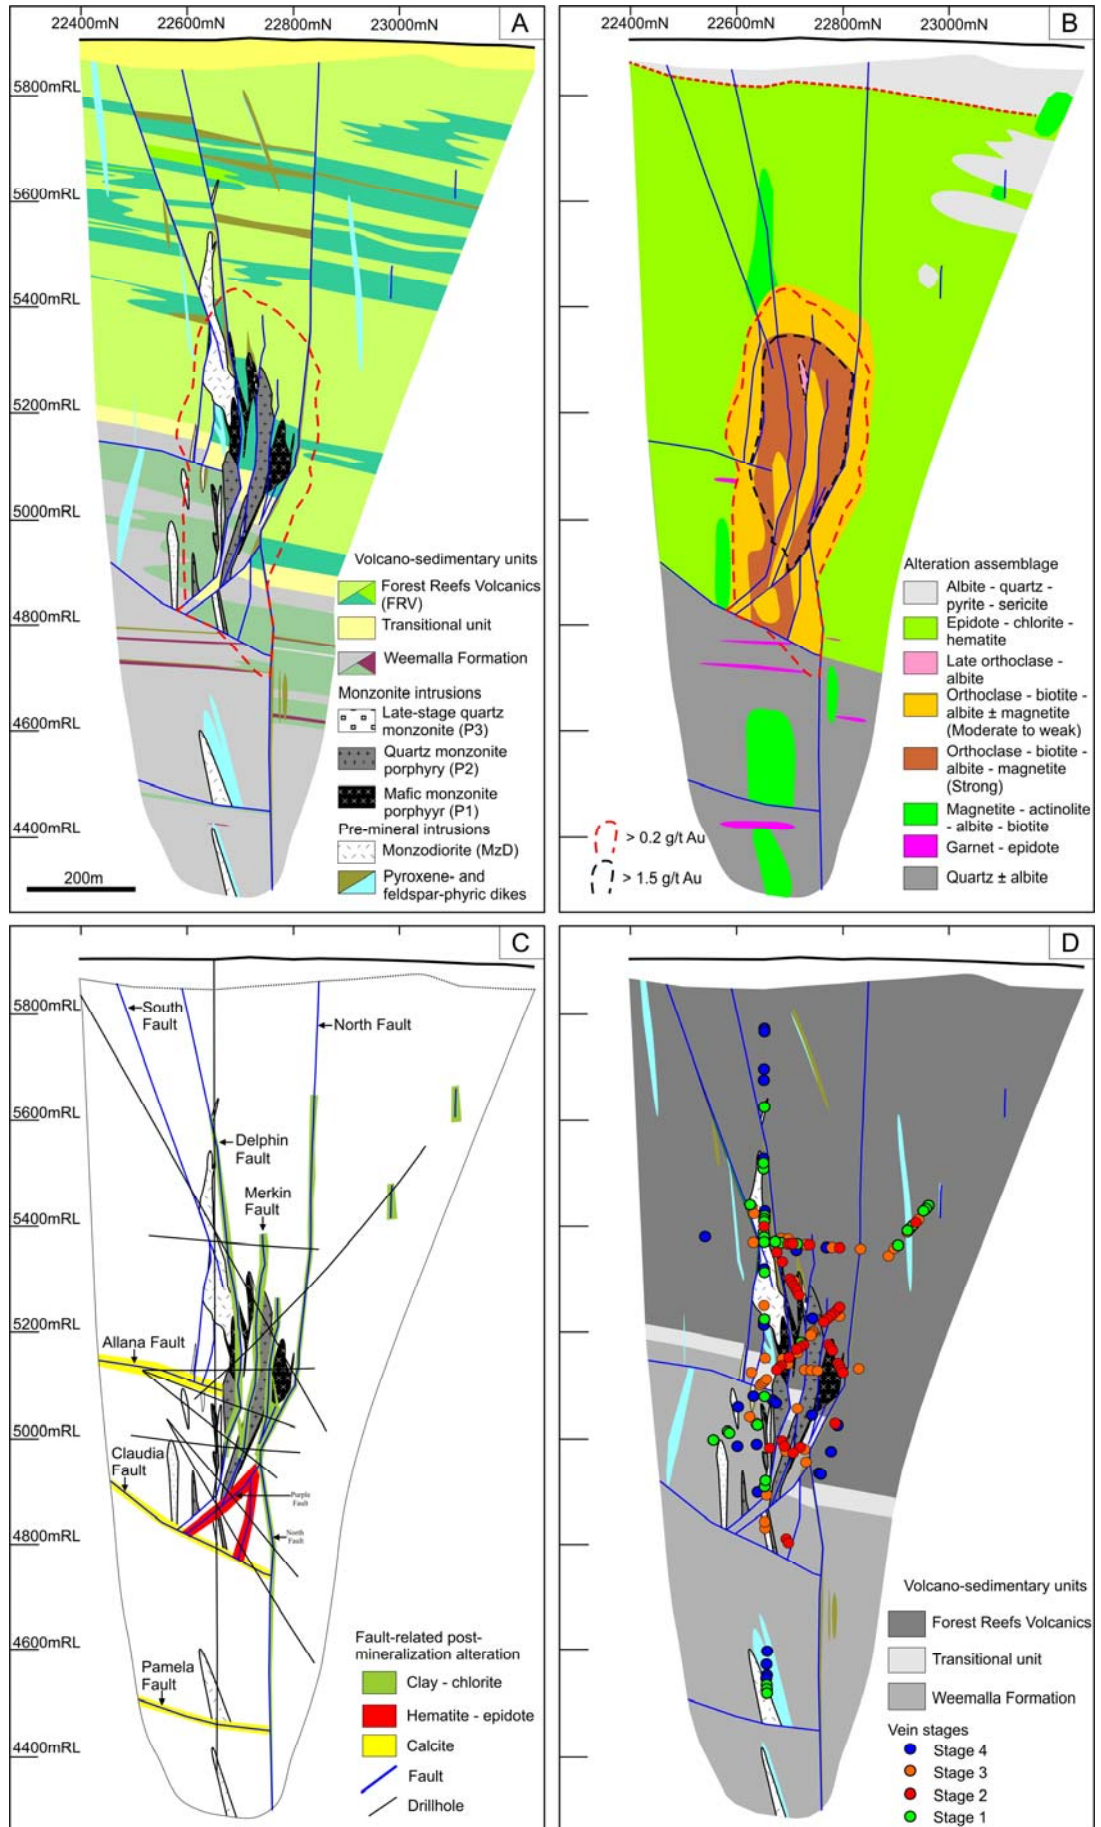 22400mN 22600mN 22800mN 23000mN A
5800mRL
5600mRL
5400mRL
5200mRL
5000mRL
4800mRL
4600mRL
4400mRL
200m
Volcano-sedimentary units
Forest Reefs Volcanics
(FRV)
Transitional unit
Weemalla Formation
Monzonite intrusions
Late-stage quartz
monzonite (P3)
Quartz monzonite
porphyry (P2)
Mafic monzonite
porphyyr (P1)
Pre-mineral intrusions
Monzodiorite (MzD)
Pyroxene- and
feldspar-phyric dikes
22400mN 22600mN 22800mN 23000mN B
Alteration assemblage
Albite - quartz -
pyrite - sericite
Epidote - chlorite -
hematite
Late orthoclase -
albite
Orthoclase - biotite -
albite ± magnetite
(Moderate to weak)
Orthoclase - biotite -
albite - magnetite
(Strong)
Magnetite - actinolite
- albite - biotite
Garnet - epidote
Quartz ± albite
> 0.2 g/t Au
> 1.5 g/t Au
C
5800mRL
5600mRL
5400mRL
5200mRL
5000mRL
4800mRL
4600mRL
4400mRL
South
Fault
North Fault
Delphin
Fault
Merkin
Fault
Allana Fault
Claudia
Fault
Purple
Fault
North
Fault
Pamela
Fault
Fault-related post-
mineralization alteration
Clay - chlorite
Hematite - epidote
Calcite
Fault
Drillhole
D
Volcano-sedimentary units
Forest Reefs Volcanics
Transitional unit
Weemalla Formation
Vein stages
Stage 4
Stage 3
Stage 2
Stage 1